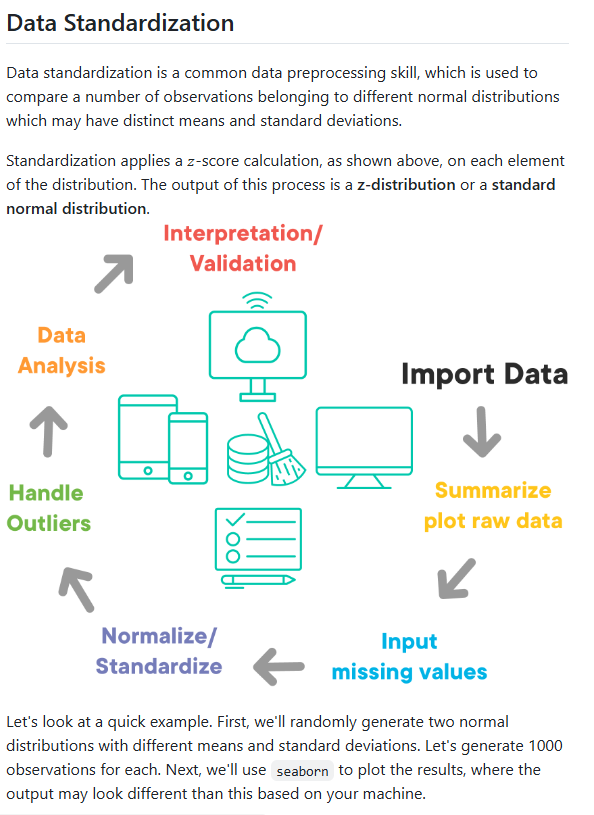 Data Standardization
Data standardization is a common data preprocessing skill, which is used to
compare a number of observations belonging to different normal distributions
which may have distinct means and standard deviations.
Standardization applies a z-score calculation, as shown above, on each element
of the distribution. The output of this process is a z-distribution or a standard
normal distribution.
Interpretation/
Validation
Data
Analysis
Import Data
Handle
Outliers
Summarize
plot raw data
Normalize/
Standardize
Input
missing values
Let's look at a quick example. First, we'll randomly generate two normal
distributions with different means and standard deviations. Let's generate 1000
observations for each. Next, we'll use seaborn to plot the results, where the
output may look different than this based on your machine.